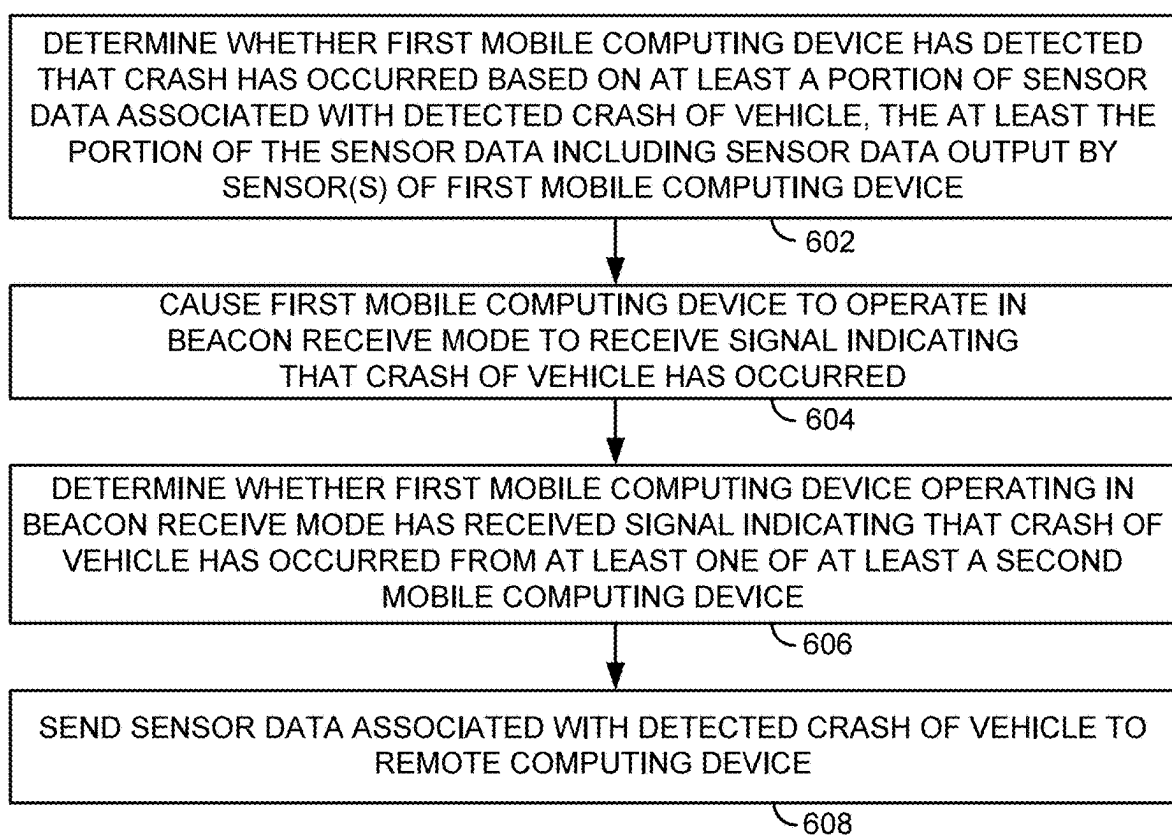 DETERMINE WHETHER FIRST MOBILE COMPUTING DEVICE HAS DETECTED
THAT CRASH HAS OCCURRED BASED ON AT LEAST A PORTION OF SENSOR
DATA ASSOCIATED WITH DETECTED CRASH OF VEHICLE, THE AT LEAST THE
PORTION OF THE SENSOR DATA INCLUDING SENSOR DATA OUTPUT BY
SENSOR(S) OF FIRST MOBILE COMPUTING DEVICE
602
CAUSE FIRST MOBILE COMPUTING DEVICE TO OPERATE IN
BEACON RECEIVE MODE TO RECEIVE SIGNAL INDICATING
THAT CRASH OF VEHICLE HAS OCCURRED
604
DETERMINE WHETHER FIRST MOBILE COMPUTING DEVICE OPERATING IN
BEACON RECEIVE MODE HAS RECEIVED SIGNAL INDICATING THAT CRASH OF
VEHICLE HAS OCCURRED FROM AT LEAST ONE OF AT LEAST A SECOND
MOBILE COMPUTING DEVICE
606
SEND SENSOR DATA ASSOCIATED WITH DETECTED CRASH OF VEHICLE TO
REMOTE COMPUTING DEVICE
608